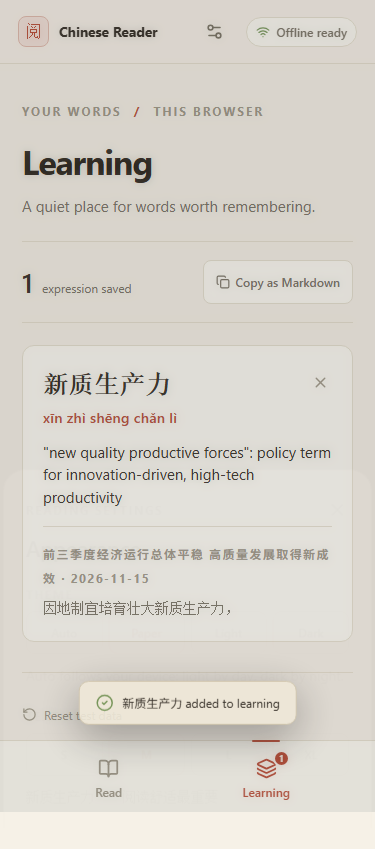 阅 Chinese Reader Offline ready
YOUR WORDS / THIS BROWSER
Learning
A quiet place for words worth remembering.
1 expression saved Copy as Markdown
新质生产力
xīn zhì shēng chǎn lì
"new quality productive forces": policy term
for innovation-driven, high-tech
productivity
前三季度经济运行总体平稳 高质量发展取得新成
效 · 2026-11-15
因地制宜培育壮大新质生产力，
新质生产力 added to learning
Reset
Read
Learning 1